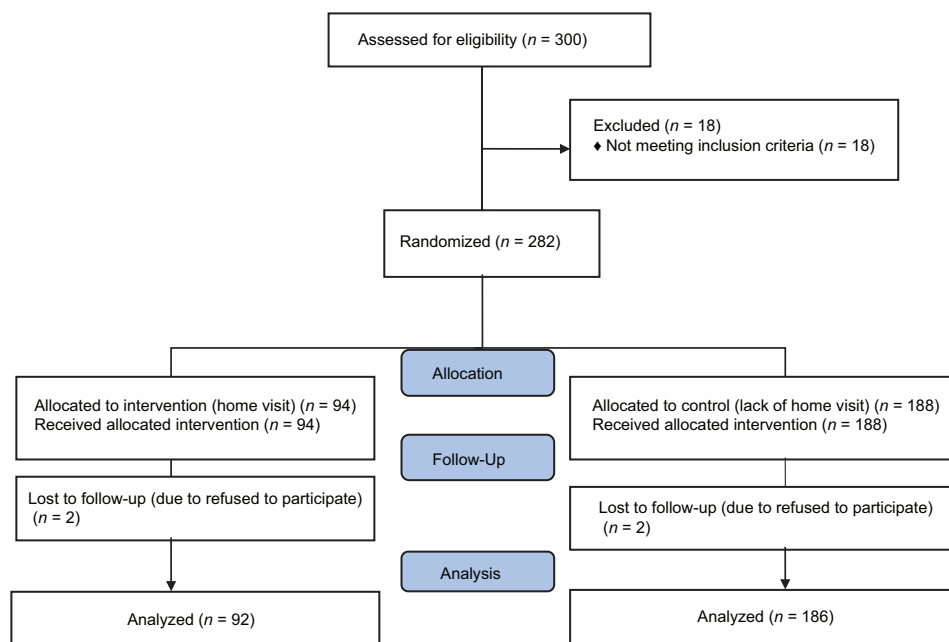 Assessed for eligibility (n = 300)
Excluded (n = 18)
♦ Not meeting inclusion criteria (n = 18)
Randomized (n = 282)
Allocation
Allocated to intervention (home visit) (n = 94)
Received allocated intervention (n = 94)
Allocated to control (lack of home visit) (n = 188)
Received allocated intervention (n = 188)
Follow-Up
Lost to follow-up (due to refused to participate)
(n = 2)
Lost to follow-up (due to refused to participate)
(n = 2)
Analysis
Analyzed (n = 92)
Analyzed (n = 186)